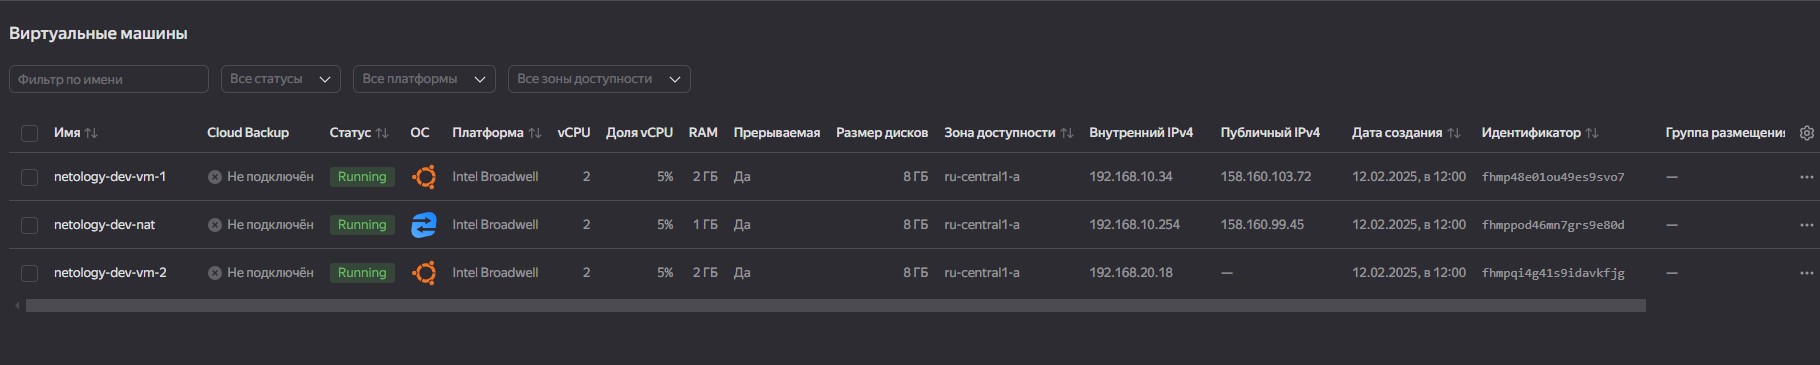 Виртуальные машины
Фильтр по имени Все статусы Все платформы Все зоны доступности
Имя Cloud Backup Статус ОС Платформа vCPU Доля vCPU RAM Прерываемая Размер дисков Зона доступности Внутренний IPv4 Публичный IPv4 Дата создания Идентификатор Группа размещения
netology-dev-vm-1 Не подключён Running Intel Broadwell 2 5% 2 ГБ Да 8 ГБ ru-central1-a 192.168.10.34 158.160.103.72 12.02.2025, в 12:00 fhmp48e01ou49es9svo7 —
netology-dev-nat Не подключён Running Intel Broadwell 2 5% 1 ГБ Да 8 ГБ ru-central1-a 192.168.10.254 158.160.99.45 12.02.2025, в 12:00 fhmppod46mn7grs9e80d —
netology-dev-vm-2 Не подключён Running Intel Broadwell 2 5% 2 ГБ Да 8 ГБ ru-central1-a 192.168.20.18 — 12.02.2025, в 12:00 fhmpqi4g41s9idavkfjg —